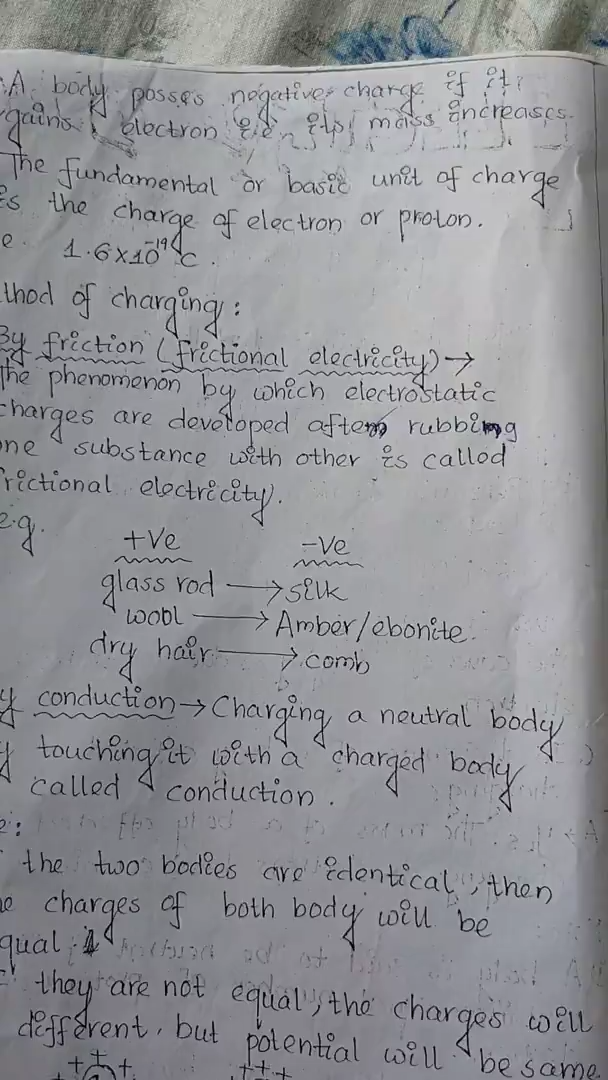 A body posses negative charge if it
gains electron i.e, its mass increases.
The fundamental or basic unit of charge
is the charge of electron or proton.
e. 1.6×10⁻¹⁹C.
thod of charging:
By friction (frictional electricity) →
The phenomenon by which electrostatic
charges are developed after rubbing
one substance with other is called
frictional electricity.
e.g.
+ve -ve
glass rod → silk
wool → Amber/ebonite.
dry hair → comb
y conduction → Charging a neutral body
y touching it with a charged body
called conduction.
e:
the two bodies are identical, then
e charges of both body will be
qual.
they are not equal, the charges will
different, but potential will be same
+ + + +++